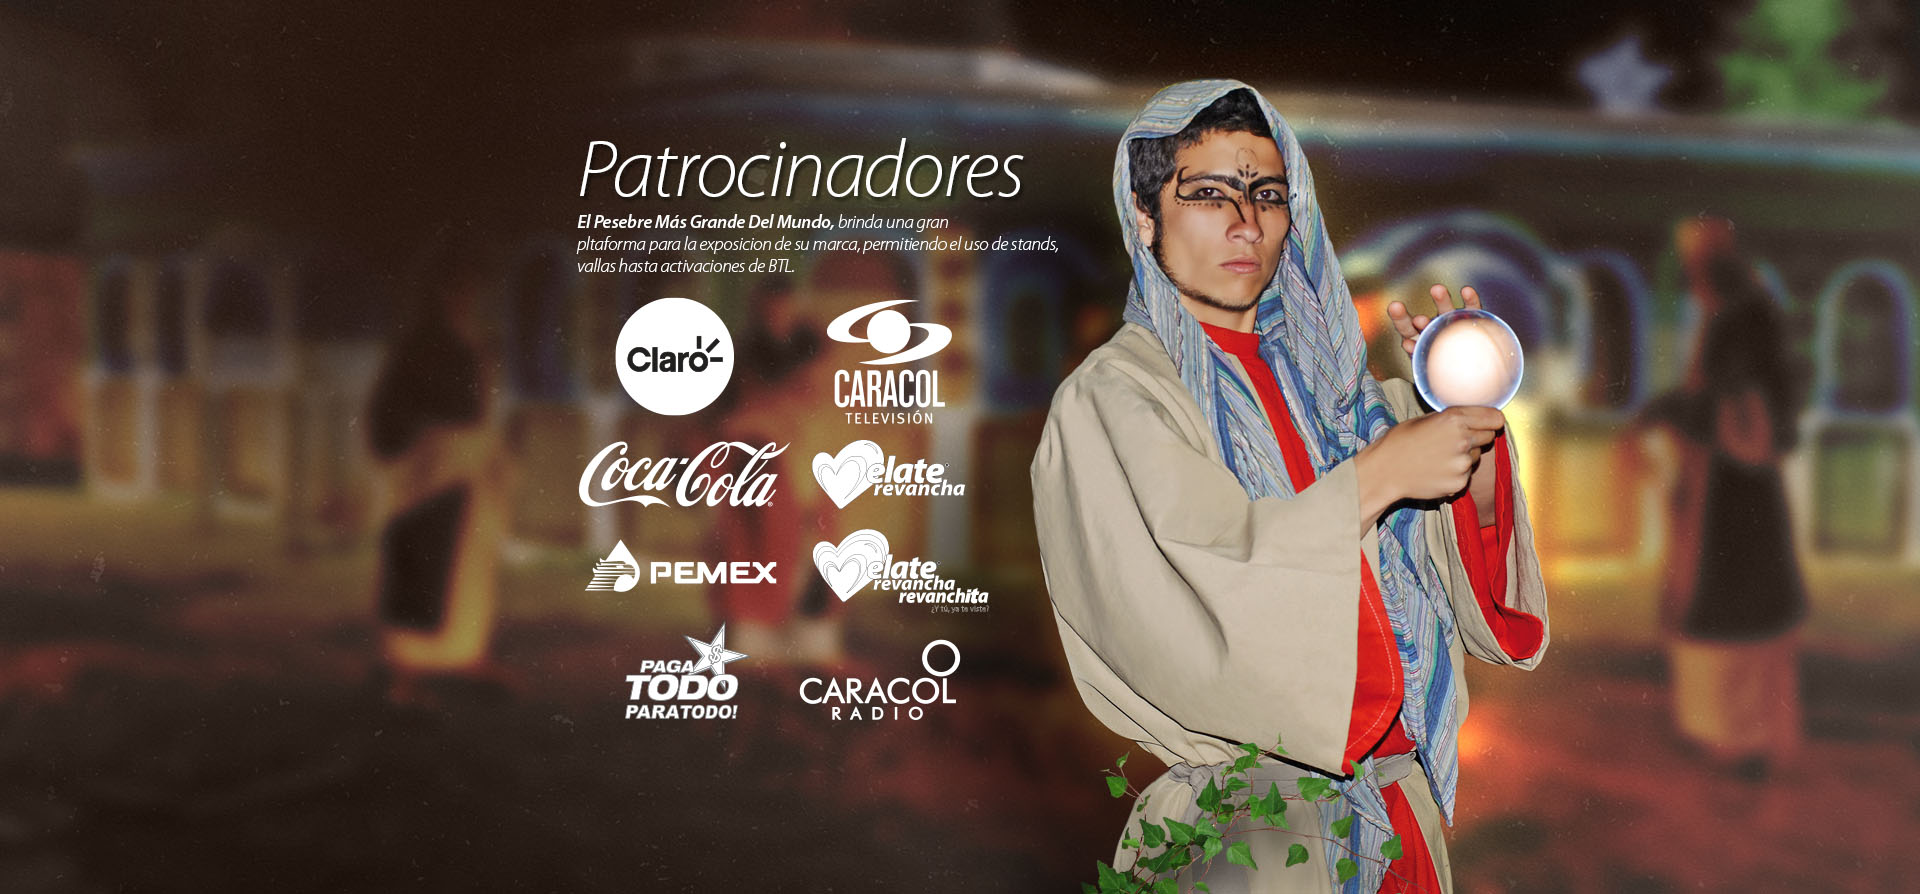 Patrocinadores
El Pesebre Más Grande Del Mundo, brinda una gran
pltaforma para la exposicion de su marca, permitiendo el uso de stands,
vallas hasta activaciones de BTL.
Claro
CARACOL
TELEVISIÓN
Coca-Cola
elate
revancha
PEMEX
elate
revancha
revanchita
¿Y tú, ya te viste?
PAGA
TODO
PARATODO!
CARACOL
RADIO